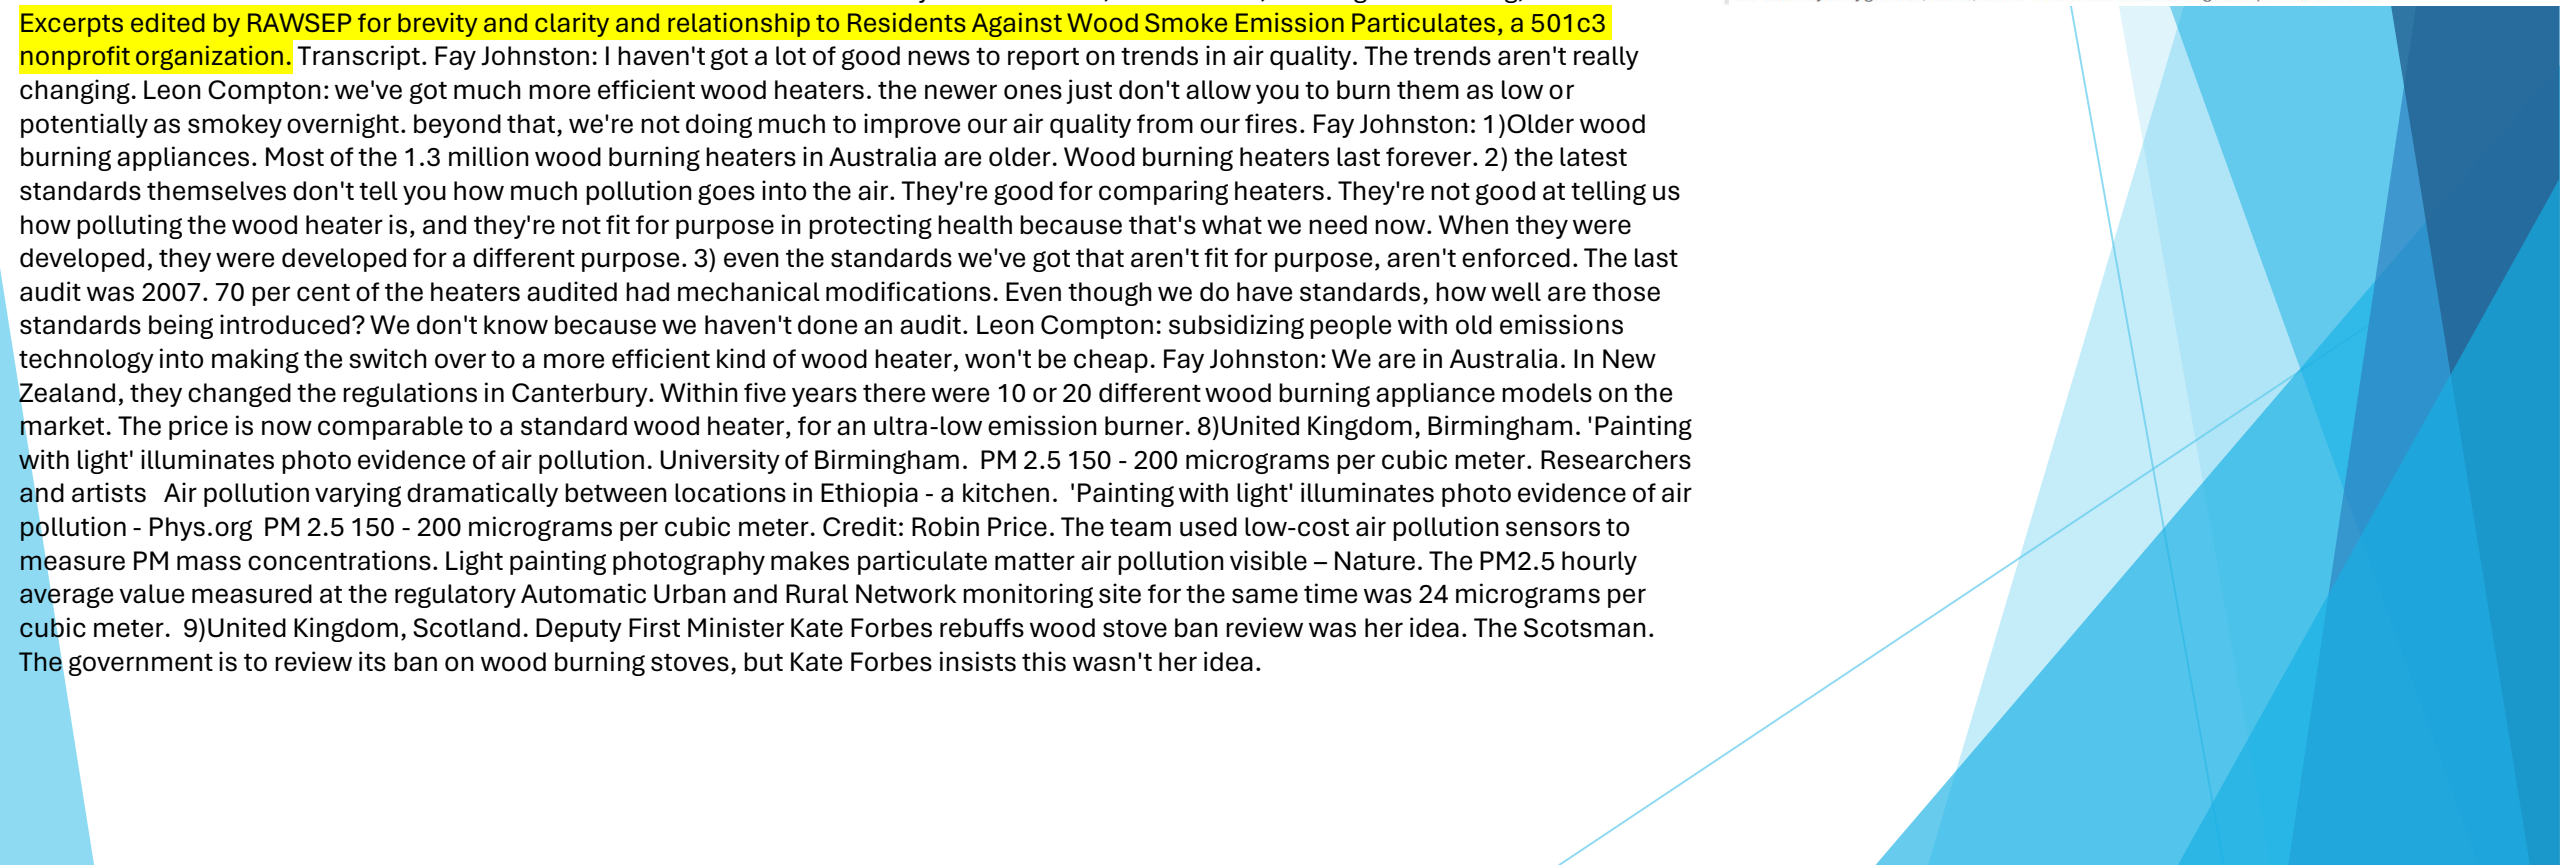 Excerpts edited by RAWSEP for brevity and clarity and relationship to Residents Against Wood Smoke Emission Particulates, a 501c3
nonprofit organization. Transcript. Fay Johnston: I haven't got a lot of good news to report on trends in air quality. The trends aren't really
changing. Leon Compton: we've got much more efficient wood heaters. the newer ones just don't allow you to burn them as low or
potentially as smokey overnight. beyond that, we're not doing much to improve our air quality from our fires. Fay Johnston: 1)Older wood
burning appliances. Most of the 1.3 million wood burning heaters in Australia are older. Wood burning heaters last forever. 2) the latest
standards themselves don't tell you how much pollution goes into the air. They're good for comparing heaters. They're not good at telling us
how polluting the wood heater is, and they're not fit for purpose in protecting health because that's what we need now. When they were
developed, they were developed for a different purpose. 3) even the standards we've got that aren't fit for purpose, aren't enforced. The last
audit was 2007. 70 per cent of the heaters audited had mechanical modifications. Even though we do have standards, how well are those
standards being introduced? We don't know because we haven't done an audit. Leon Compton: subsidizing people with old emissions
technology into making the switch over to a more efficient kind of wood heater, won't be cheap. Fay Johnston: We are in Australia. In New
Zealand, they changed the regulations in Canterbury. Within five years there were 10 or 20 different wood burning appliance models on the
market. The price is now comparable to a standard wood heater, for an ultra-low emission burner. 8)United Kingdom, Birmingham. 'Painting
with light' illuminates photo evidence of air pollution. University of Birmingham.  PM 2.5 150 - 200 micrograms per cubic meter. Researchers
and artists   Air pollution varying dramatically between locations in Ethiopia - a kitchen.  'Painting with light' illuminates photo evidence of air
pollution - Phys.org  PM 2.5 150 - 200 micrograms per cubic meter. Credit: Robin Price. The team used low-cost air pollution sensors to
measure PM mass concentrations. Light painting photography makes particulate matter air pollution visible – Nature. The PM2.5 hourly
average value measured at the regulatory Automatic Urban and Rural Network monitoring site for the same time was 24 micrograms per
cubic meter.  9)United Kingdom, Scotland. Deputy First Minister Kate Forbes rebuffs wood stove ban review was her idea. The Scotsman.
The government is to review its ban on wood burning stoves, but Kate Forbes insists this wasn't her idea.